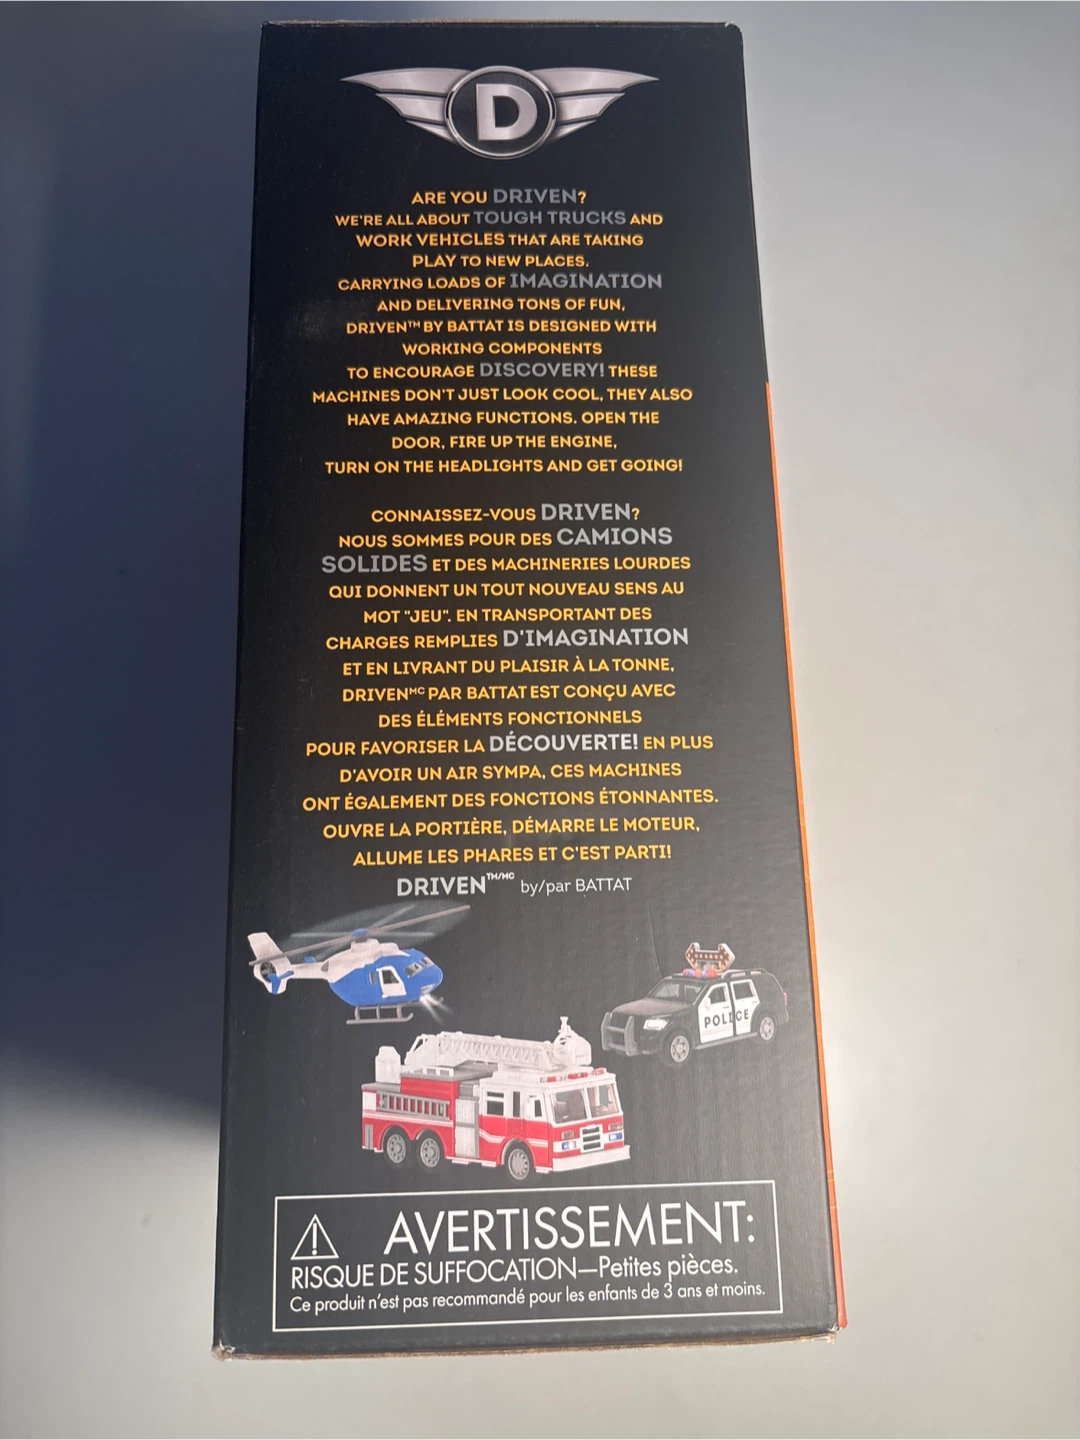 D
ARE YOU DRIVEN?
WE'RE ALL ABOUT TOUGH TRUCKS AND
WORK VEHICLES THAT ARE TAKING
PLAY TO NEW PLACES.
CARRYING LOADS OF IMAGINATION
AND DELIVERING TONS OF FUN,
DRIVEN™ BY BATTAT IS DESIGNED WITH
WORKING COMPONENTS
TO ENCOURAGE DISCOVERY! THESE
MACHINES DON'T JUST LOOK COOL, THEY ALSO
HAVE AMAZING FUNCTIONS. OPEN THE
DOOR, FIRE UP THE ENGINE,
TURN ON THE HEADLIGHTS AND GET GOING!
CONNAISSEZ-VOUS DRIVEN?
NOUS SOMMES POUR DES CAMIONS
SOLIDES ET DES MACHINERIES LOURDES
QUI DONNENT UN TOUT NOUVEAU SENS AU
MOT "JEU". EN TRANSPORTANT DES
CHARGES REMPLIES D'IMAGINATION
ET EN LIVRANT DU PLAISIR À LA TONNE,
DRIVENᴹᶜ PAR BATTAT EST CONÇU AVEC
DES ÉLÉMENTS FONCTIONNELS
POUR FAVORISER LA DÉCOUVERTE! EN PLUS
D'AVOIR UN AIR SYMPA, CES MACHINES
ONT ÉGALEMENT DES FONCTIONS ÉTONNANTES.
OUVRE LA PORTIÈRE, DÉMARRE LE MOTEUR,
ALLUME LES PHARES ET C'EST PARTI!
DRIVEN™/MC by/par BATTAT
POLICE
AVERTISSEMENT:
RISQUE DE SUFFOCATION—Petites pièces.
Ce produit n'est pas recommandé pour les enfants de 3 ans et moins.